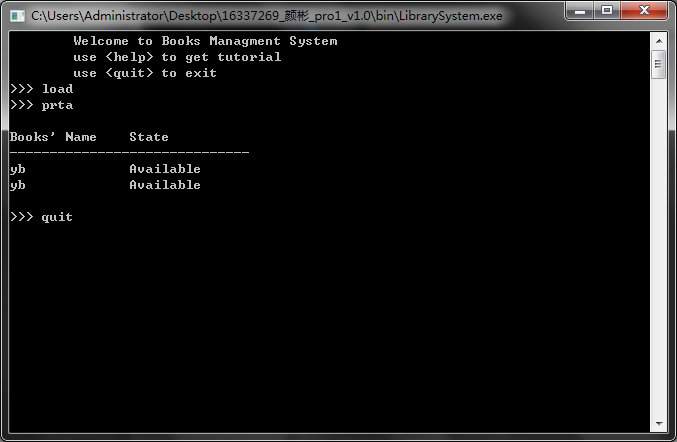 C:\Users\Administrator\Desktop\16337269_颜彬_pro1_v1.0\bin\LibrarySystem.exe
Welcome to Books Managment System
use <help> to get tutorial
use <quit> to exit
>>> load
>>> prta
Books' Name    State
------------------------------
yb             Available
yb             Available
>>> quit